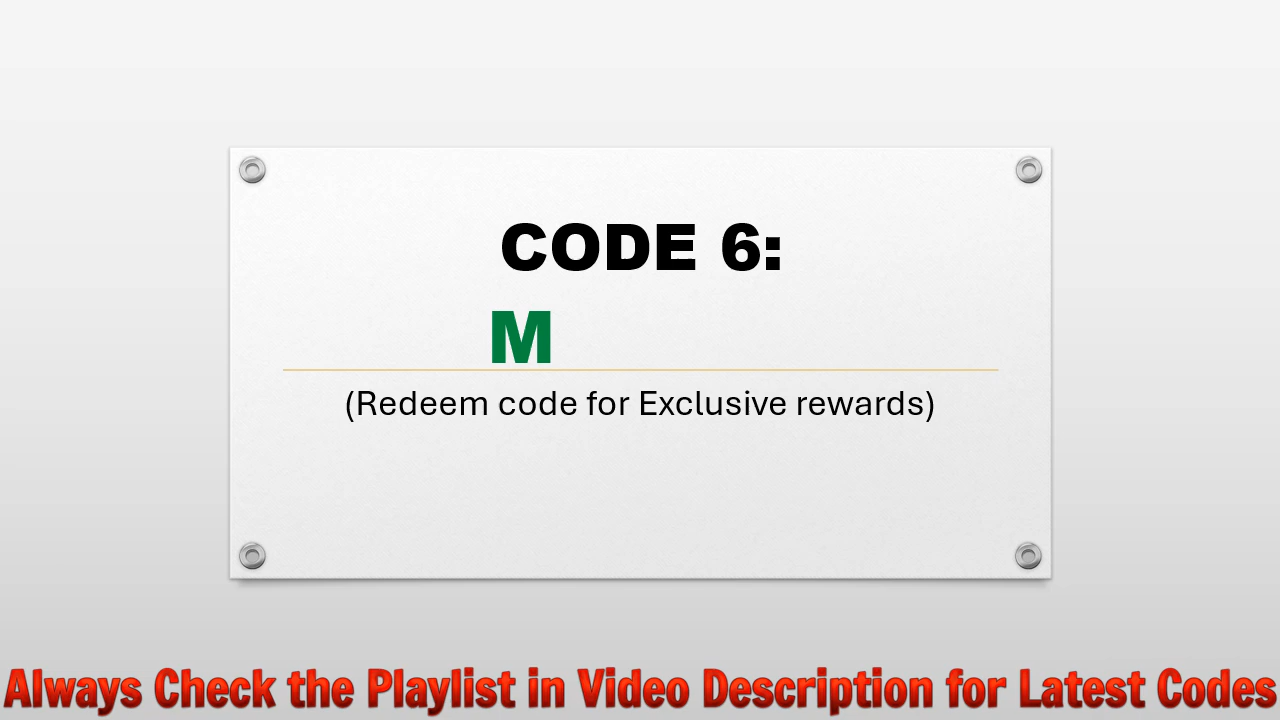 CODE 6:
M
(Redeem code for Exclusive rewards)
Always Check the Playlist in Video Description for Latest Codes